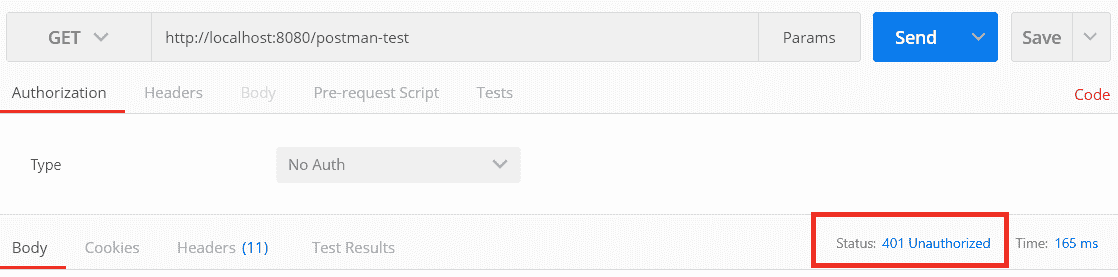 GET http://localhost:8080/postman-test Params Send Save
Authorization Headers Body Pre-request Script Tests Code
Type No Auth
Body Cookies Headers (11) Test Results Status: 401 Unauthorized Time: 165 ms